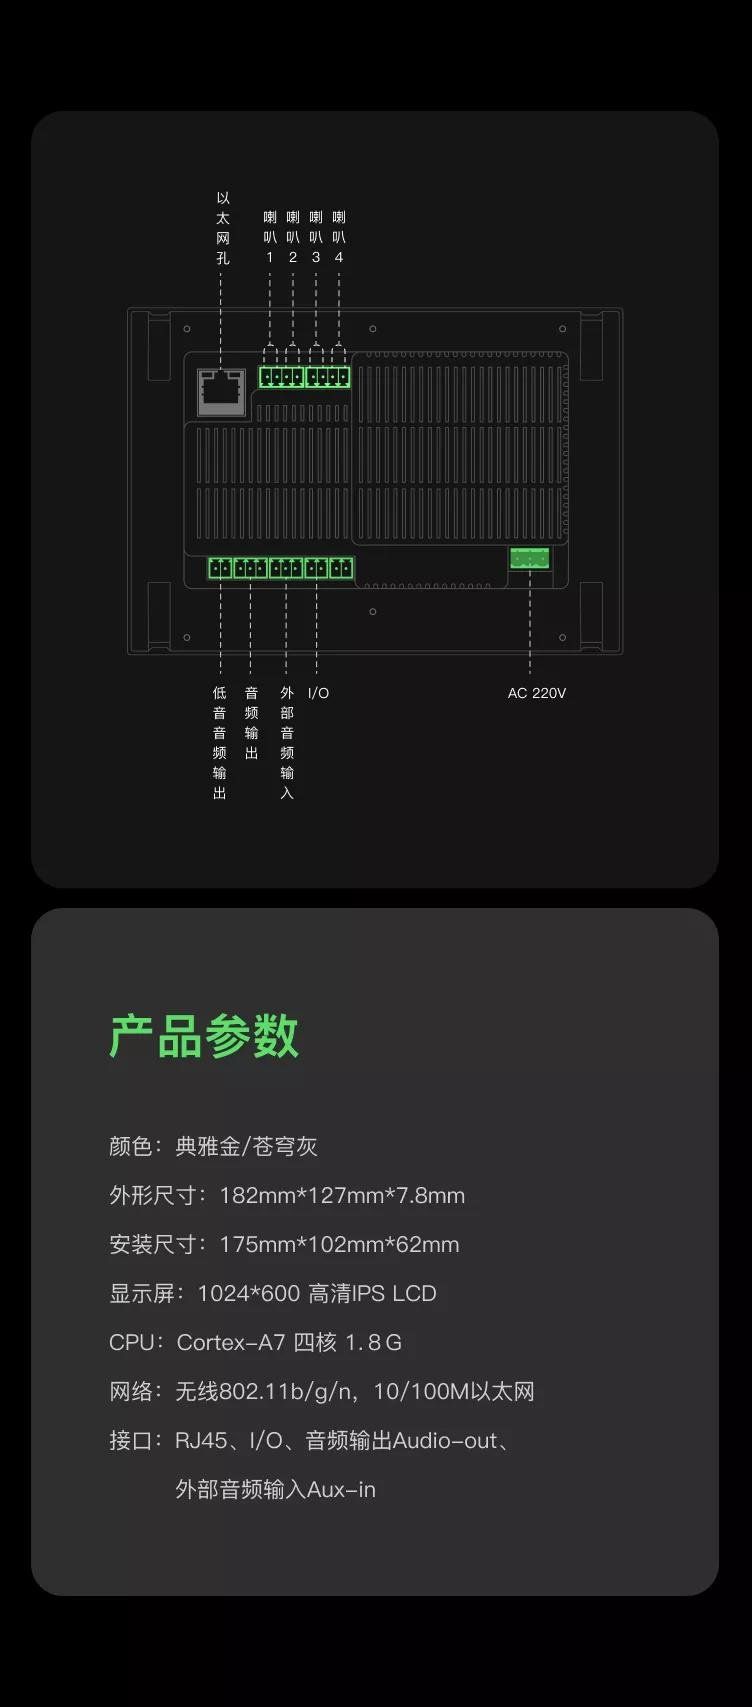 以太网孔
喇叭1
喇叭2
喇叭3
喇叭4
低音音频输出
音频输出
外部音频输入
I/O
AC 220V
产品参数
颜色：典雅金/苍穹灰
外形尺寸：182mm*127mm*7.8mm
安装尺寸：175mm*102mm*62mm
显示屏：1024*600 高清IPS LCD
CPU：Cortex-A7 四核 1.8G
网络：无线802.11b/g/n，10/100M以太网
接口：RJ45、I/O、音频输出Audio-out、
外部音频输入Aux-in